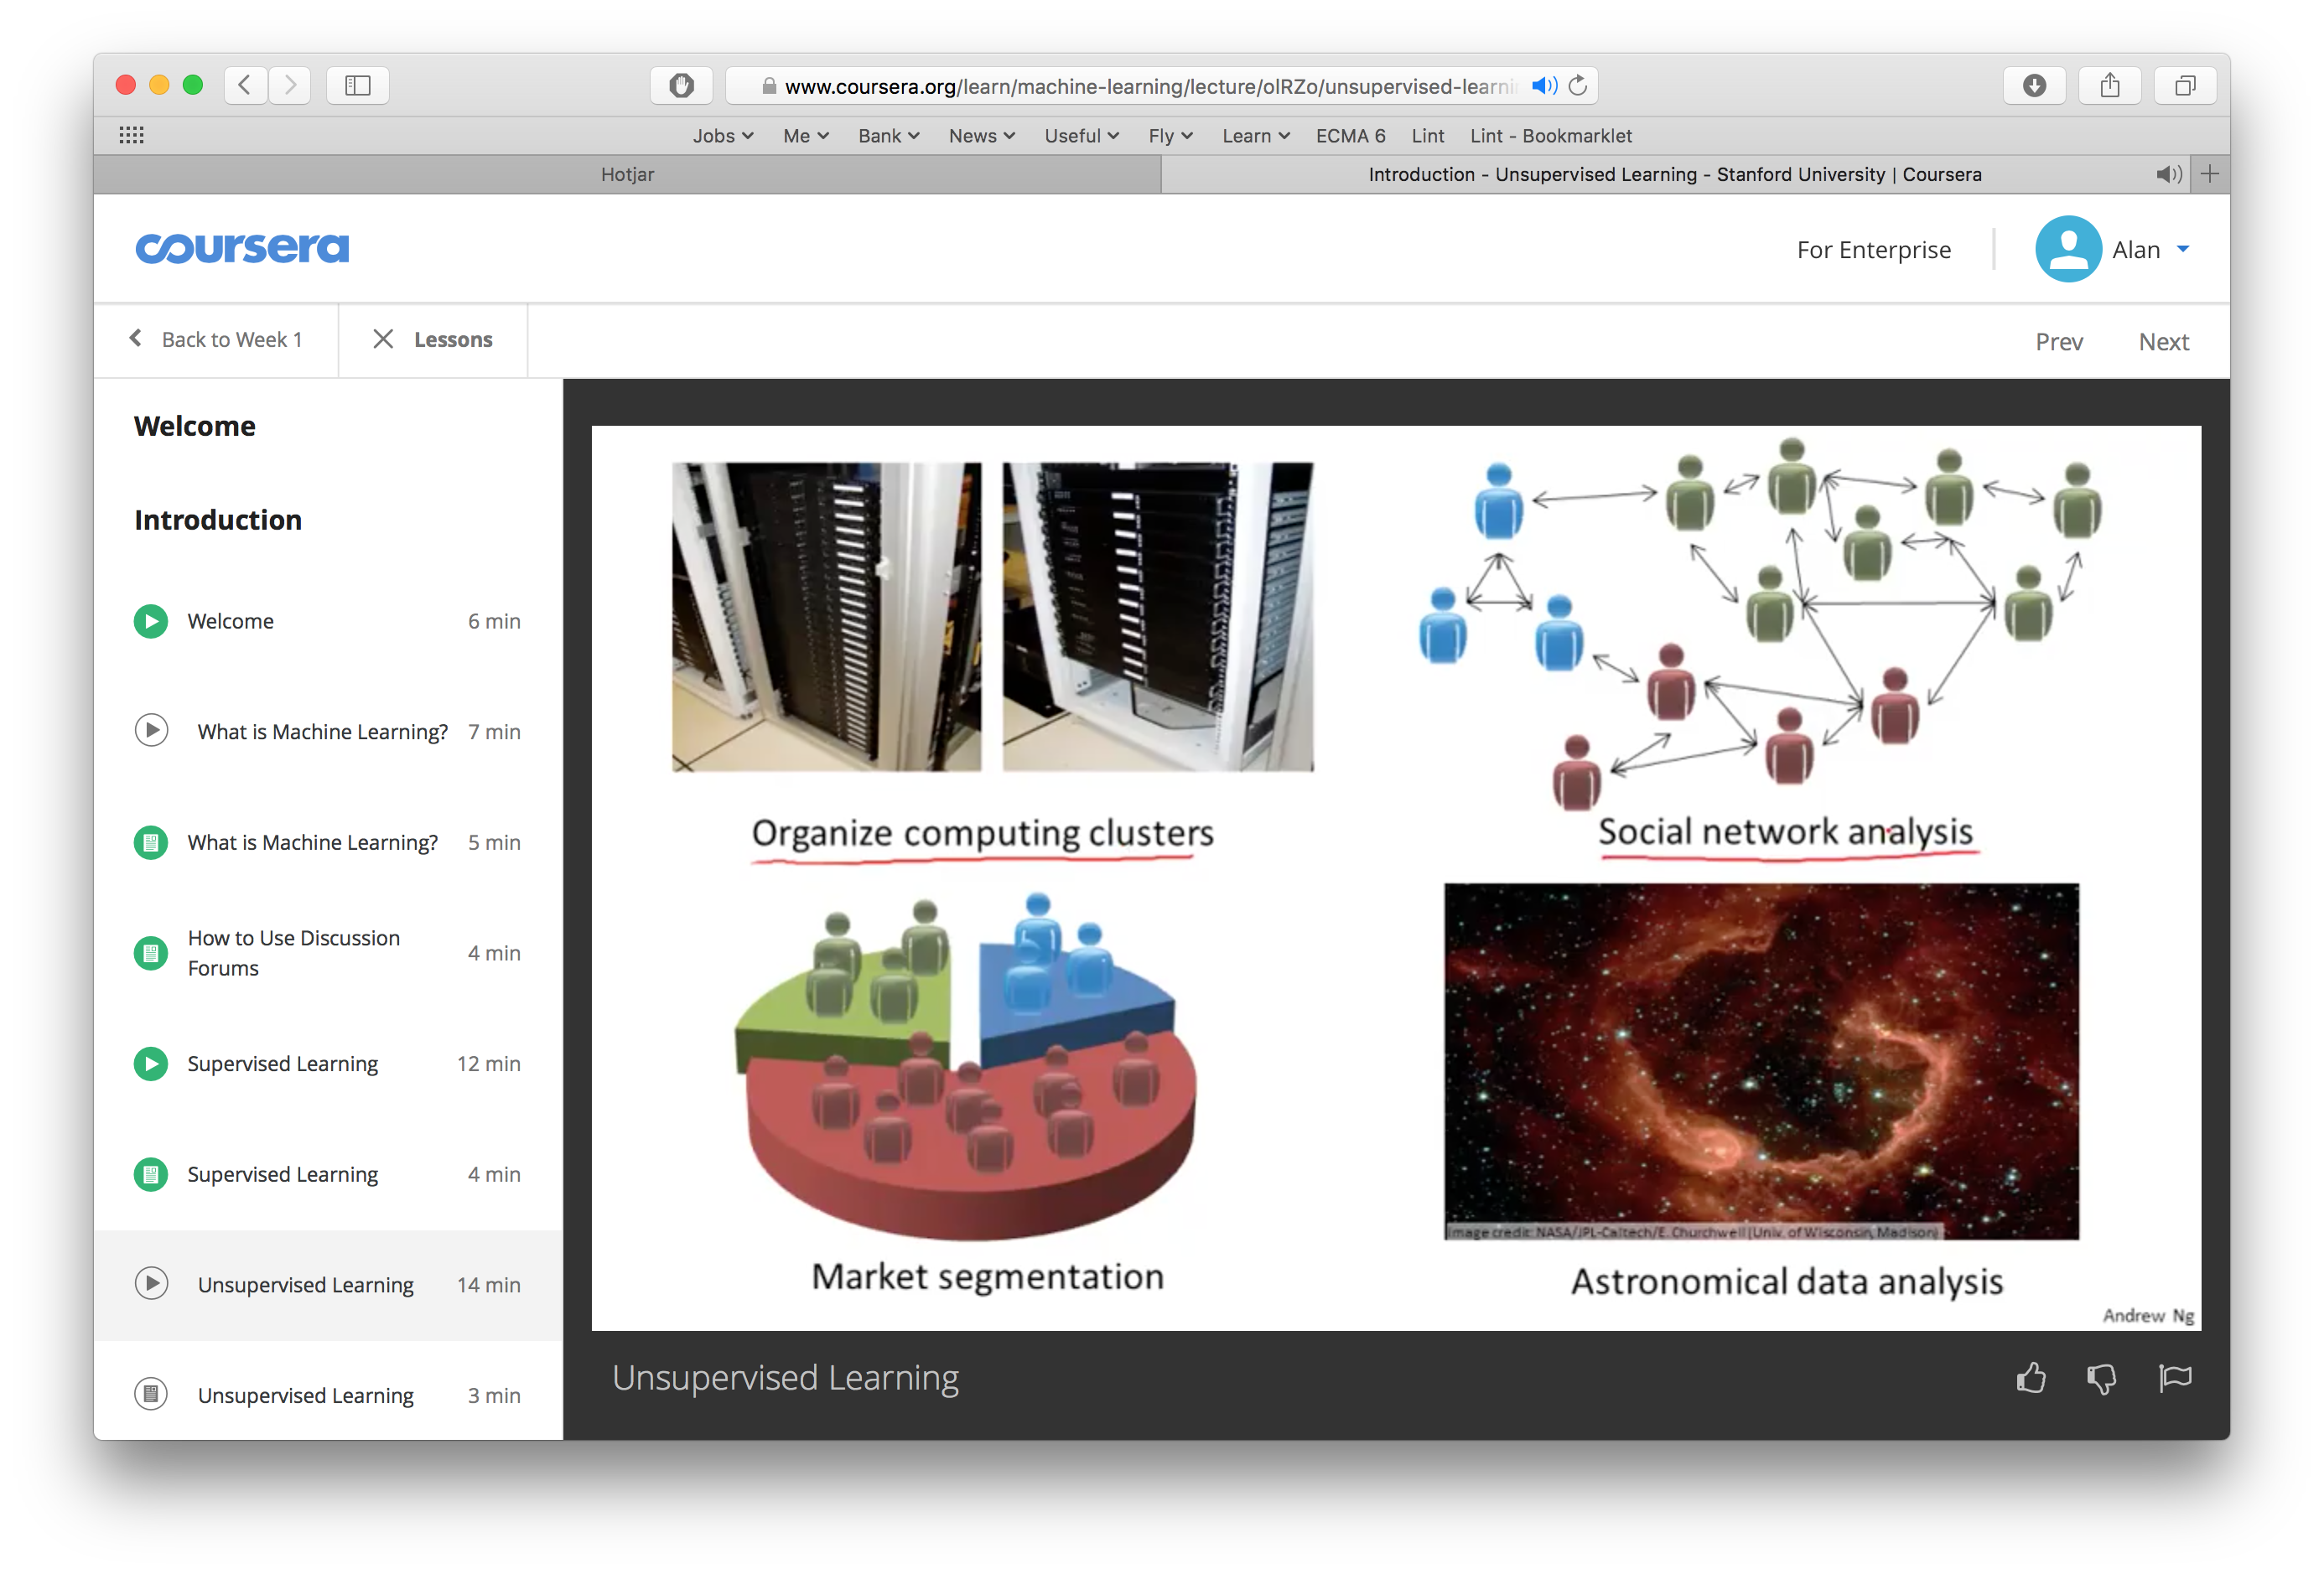 www.coursera.org/learn/machine-learning/lecture/olRZo/unsupervised-learni
Jobs Me Bank News Useful Fly Learn ECMA 6 Lint Lint - Bookmarklet
Hotjar
Introduction - Unsupervised Learning - Stanford University | Coursera
coursera
For Enterprise
Alan
Back to Week 1
Lessons
Prev
Next
Welcome
Introduction
Welcome 6 min
What is Machine Learning? 7 min
What is Machine Learning? 5 min
How to Use Discussion
Forums
4 min
Supervised Learning 12 min
Supervised Learning 4 min
Unsupervised Learning 14 min
Unsupervised Learning 3 min
Organize computing clusters
Social network analysis
Market segmentation
Image credit: NASA/JPL-Caltech/E. Churchwell (Univ. of Wisconsin, Madison)
Astronomical data analysis
Andrew Ng
Unsupervised Learning